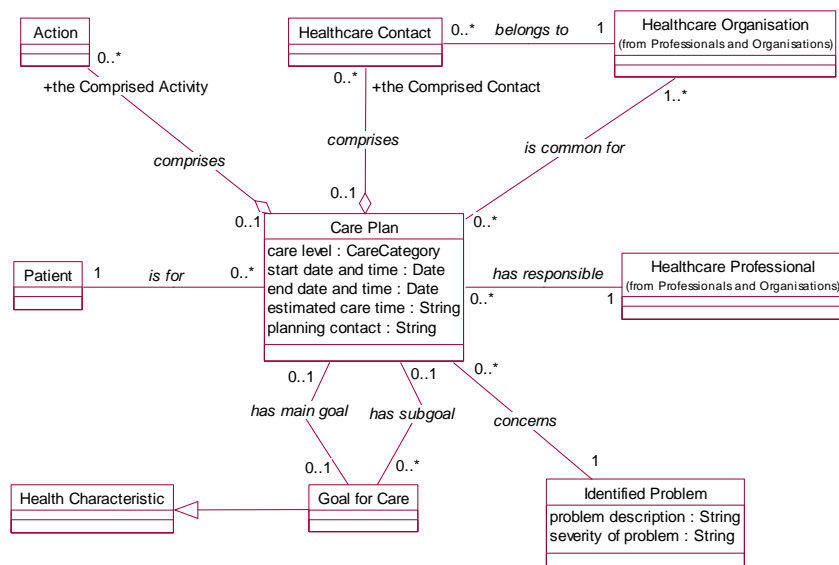 Action
0..*
+the Comprised Activity
comprises
0..1
Healthcare Contact
0..*
belongs to
1
0..*
+the Comprised Contact
comprises
0..1
Healthcare Organisation
(from Professionals and Organisations)
1..*
is common for
0..*
Care Plan
care level : CareCategory
start date and time : Date
end date and time : Date
estimated care time : String
planning contact : String
Patient
1
is for
0..*
has responsible
0..*
1
Healthcare Professional
(from Professionals and Organisations)
0..1
has main goal
0..1
0..1
has subgoal
0..*
0..*
concerns
1
Health Characteristic
Goal for Care
Identified Problem
problem description : String
severity of problem : String